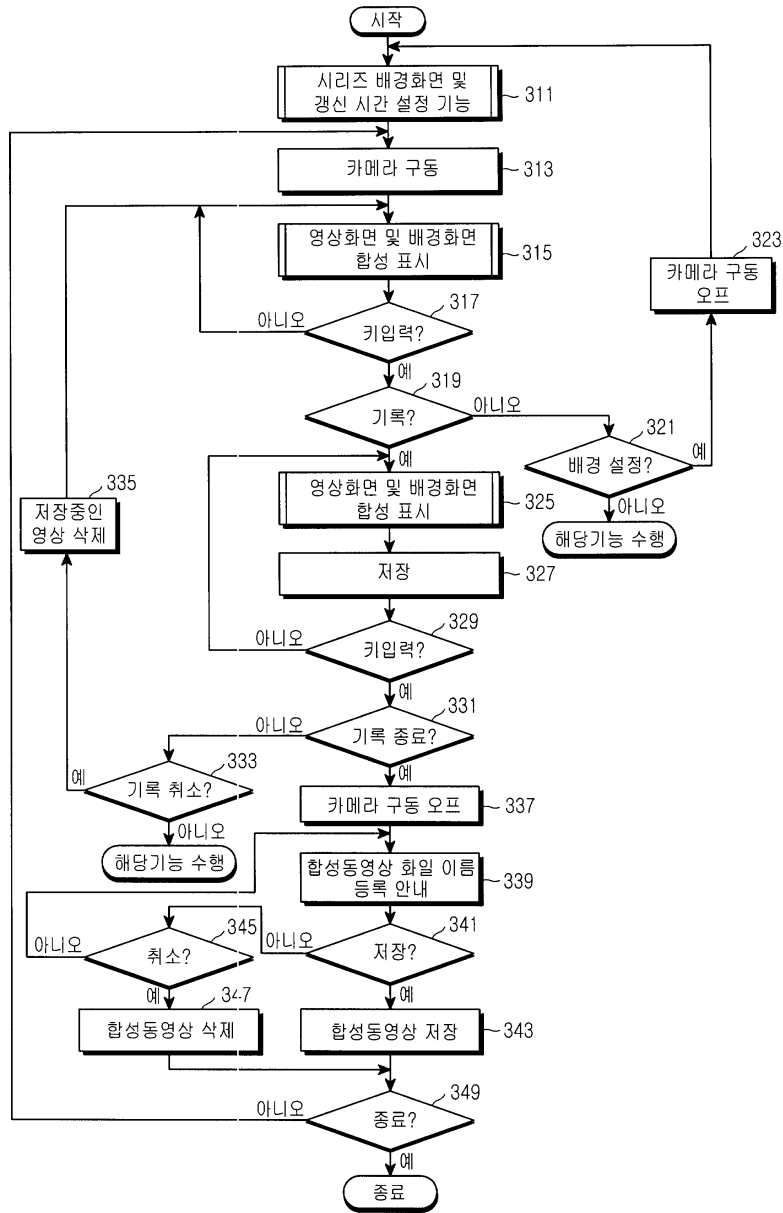 시작
시리즈 배경화면 및
갱신 시간 설정 기능
311
카메라 구동
313
영상화면 및 배경화면
합성 표시
315
323
카메라 구동
오프
317
키입력?
아니오
예
319
기록?
아니오
예
321
배경 설정?
예
아니오
해당기능 수행
영상화면 및 배경화면
합성 표시
325
335
저장중인
영상 삭제
저장
327
329
키입력?
아니오
예
331
기록 종료?
아니오
예
333
기록 취소?
예
아니오
해당기능 수행
카메라 구동 오프
337
합성동영상 화일 이름
등록 안내
339
341
저장?
아니오
예
345
취소?
아니오
예
347
합성동영상 삭제
합성동영상 저장
343
349
종료?
아니오
예
종료